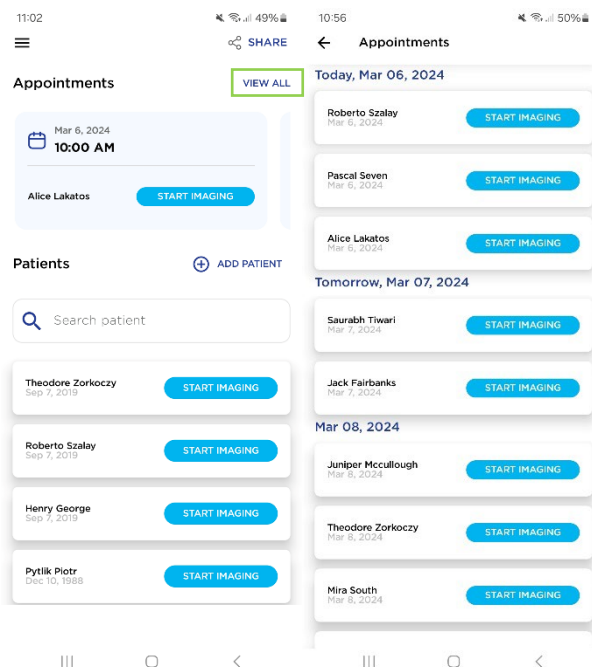 11:02
49%
SHARE
Appointments
VIEW ALL
Mar 6, 2024
10:00 AM
Alice Lakatos
START IMAGING
Patients
ADD PATIENT
Search patient
Theodore Zorkoczy
Sep 7, 2019
START IMAGING
Roberto Szalay
Sep 7, 2019
START IMAGING
Henry George
Sep 7, 2019
START IMAGING
Pytlik Piotr
Dec 10, 1988
START IMAGING
10:56
50%
Appointments
Today, Mar 06, 2024
Roberto Szalay
Mar 6, 2024
START IMAGING
Pascal Seven
Mar 6, 2024
START IMAGING
Alice Lakatos
Mar 6, 2024
START IMAGING
Tomorrow, Mar 07, 2024
Saurabh Tiwari
Mar 7, 2024
START IMAGING
Jack Fairbanks
Mar 7, 2024
START IMAGING
Mar 08, 2024
Juniper Mccullough
Mar 8, 2024
START IMAGING
Theodore Zorkoczy
Mar 8, 2024
START IMAGING
Mira South
Mar 8, 2024
START IMAGING